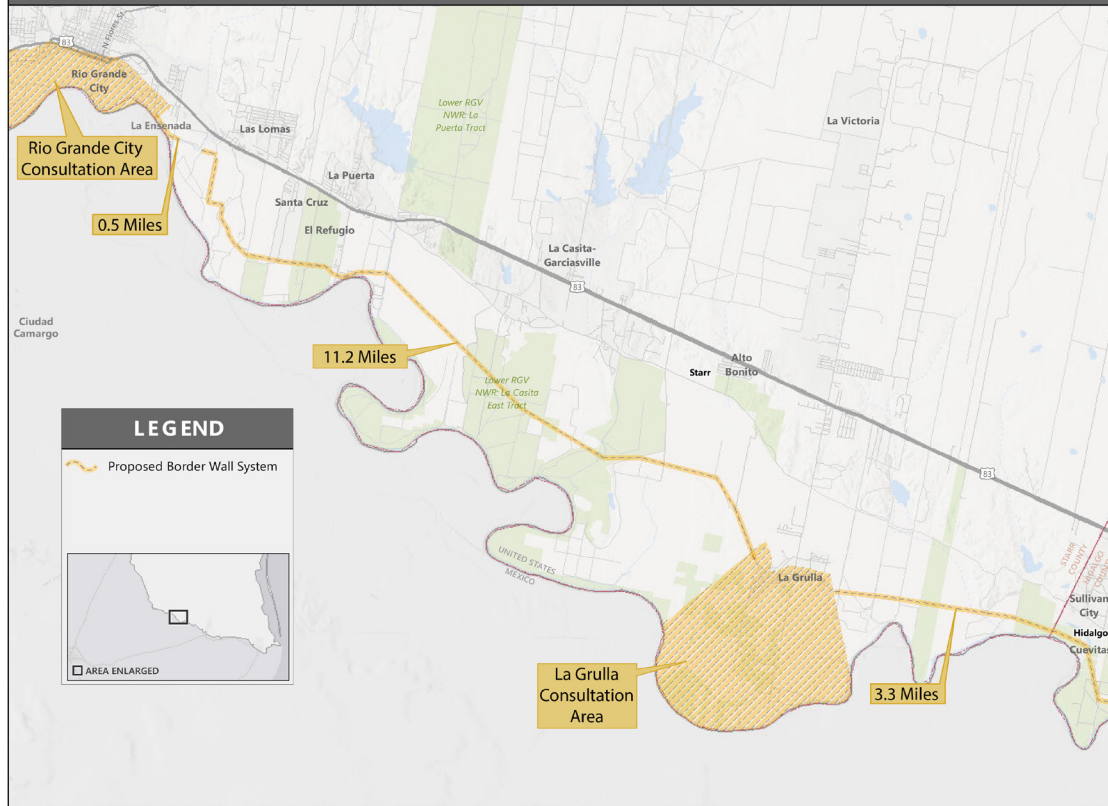 N Flores St
83
Rio Grande
City
La Ensenada
Las Lomas
Rio Grande City
Consultation Area
0.5 Miles
La Puerta
Santa Cruz
El Refugio
Lower RGV
NWR: La
Puerta Tract
La Victoria
La Casita-
Garciasville
83
Ciudad
Camargo
11.2 Miles
Lower RGV
NWR: La Casita
East Tract
Starr
Alto
Bonito
LEGEND
Proposed Border Wall System
AREA ENLARGED
83
UNITED STATES
MEXICO
La Grulla
STARR
COUNTY
HIDALGO
COUNT
Sullivan
City
Hidalgo
Cuevitas
La Grulla
Consultation
Area
3.3 Miles